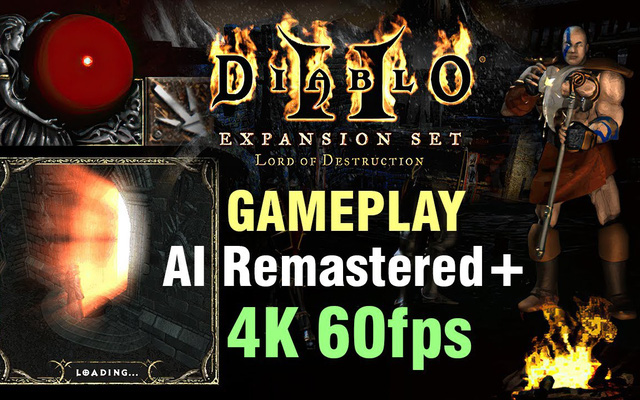 DIABLO
II
EXPANSION SET
LORD OF DESTRUCTION
GAMEPLAY
AI Remastered+
4K 60fps
LOADING...